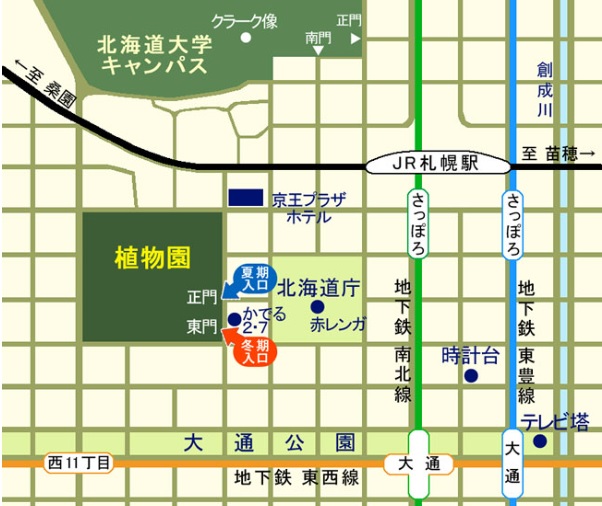 クラーク像
正門
南門
北海道大学
キャンパス
←至 桑園
創成川
至 苗穂→
JR札幌駅
京王プラザ
ホテル
さっぽろ
さっぽろ
植物園
夏期
入口
正門
北海道庁
赤レンガ
かでる
2・7
東門
冬期
入口
地下鉄 南北線
地下鉄 東豊線
時計台
テレビ塔
大通公園
西11丁目
大通
大通
地下鉄 東西線